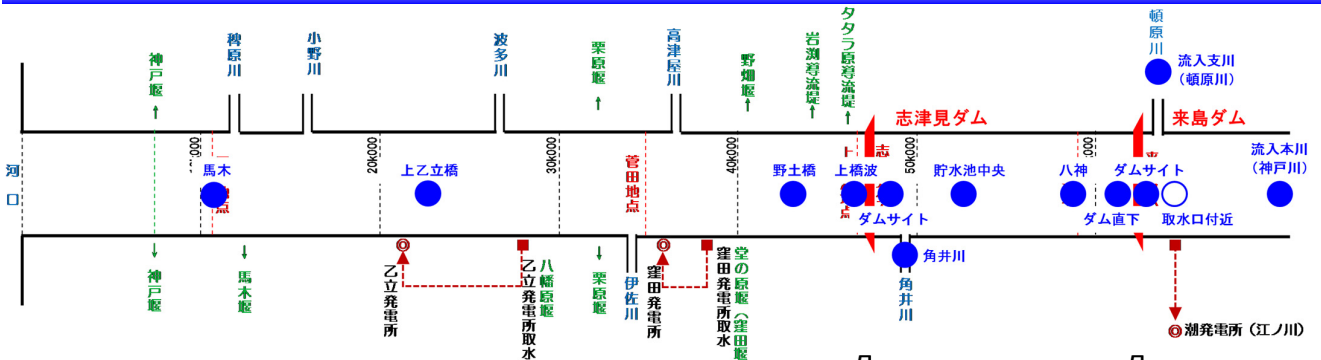 神戸堰
稗原川
小野川
波多川
栗原堰
高津屋川
野畑堰
岩渕導流堤
タタラ原導流堤
頓原川
流入支川
(頓原川)
志津見ダム
来島ダム
河口
馬木
上乙立橋
20k000
30k000
菅田地点
40k000
野土橋
上橋波
50k000
貯水池中央
八神
ダムサイト
流入本川
(神戸川)
ダムサイト
ダム直下
取水口付近
角井川
神戸堰
馬木堰
乙立発電所
乙立発電所取水
八幡原堰
栗原堰
伊佐川
窪田発電所
窪田発電所取水
堂の原堰(窪田堰
角井川
潮発電所(江ノ川)